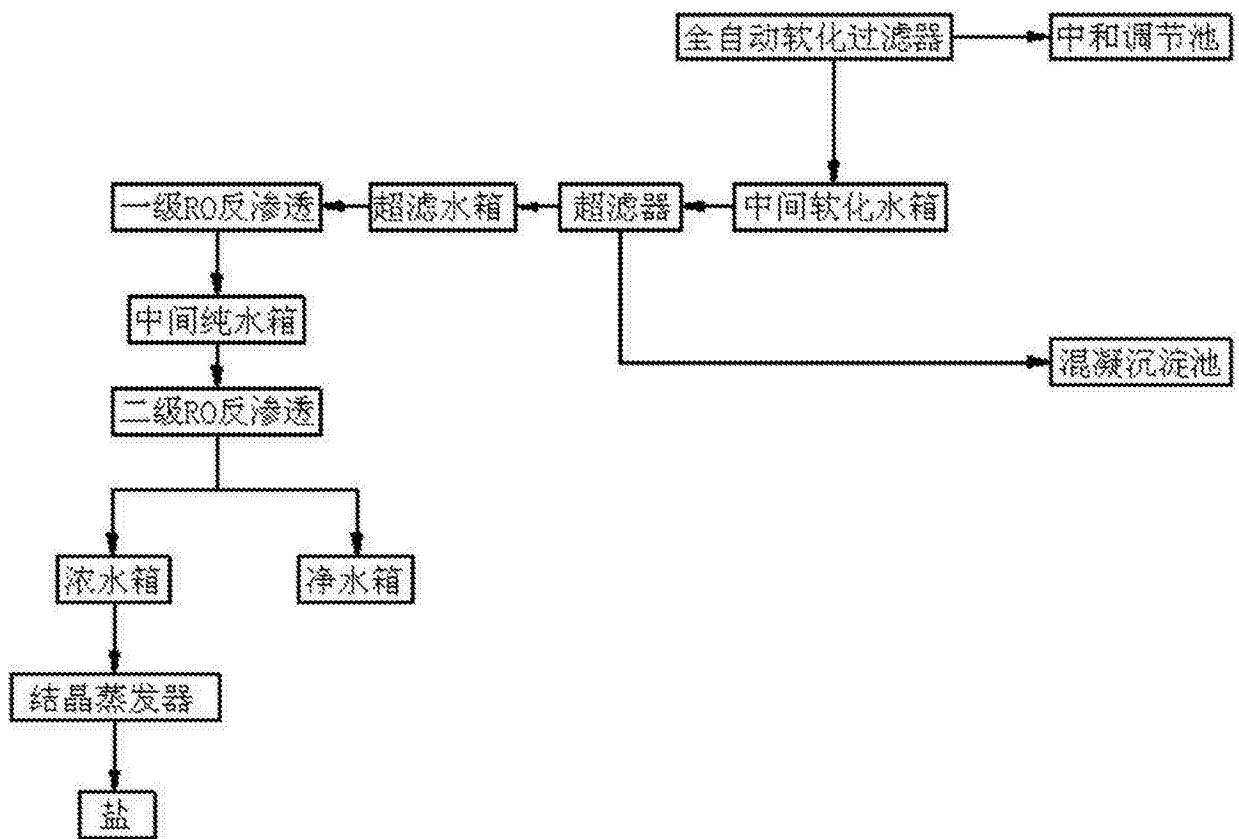 全自动软化过滤器
中和调节池
一级RO反渗透
超滤水箱
超滤器
中间软化水箱
中间纯水箱
混凝沉淀池
二级RO反渗透
浓水箱
净水箱
结晶蒸发器
盐